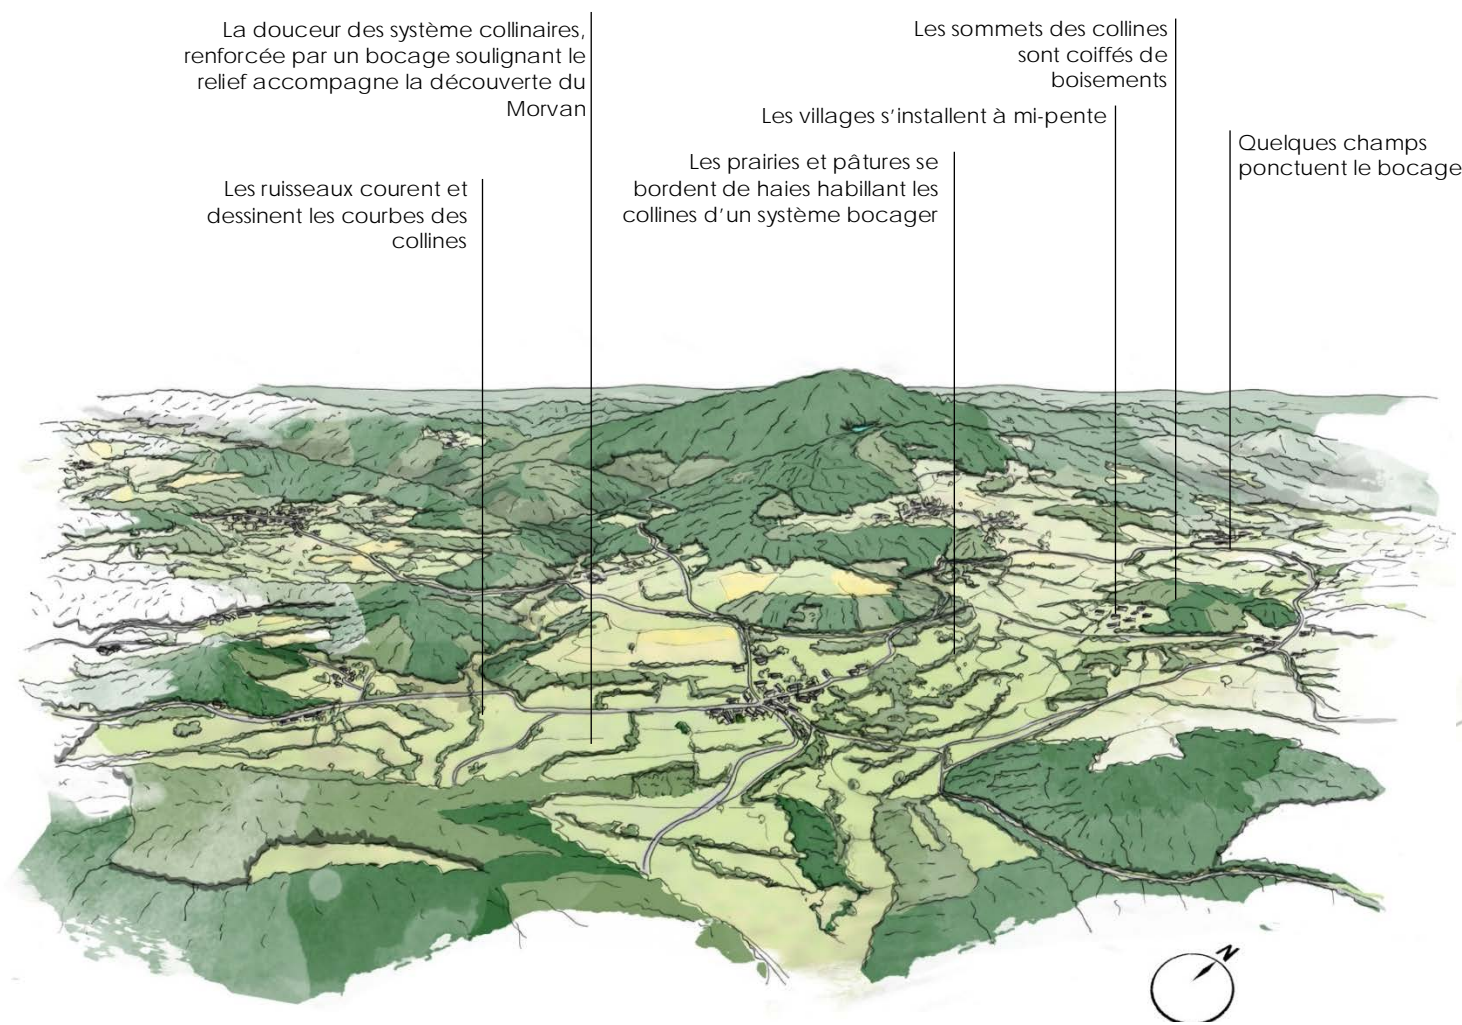 La douceur des système collinaires,
renforcée par un bocage soulignant le
relief accompagne la découverte du
Morvan
Les sommets des collines
sont coiffés de
boisements
Les villages s'installent à mi-pente
Quelques champs
ponctuent le bocage
Les prairies et pâtures se
bordent de haies habillant les
collines d'un système bocager
Les ruisseaux courent et
dessinent les courbes des
collines
N